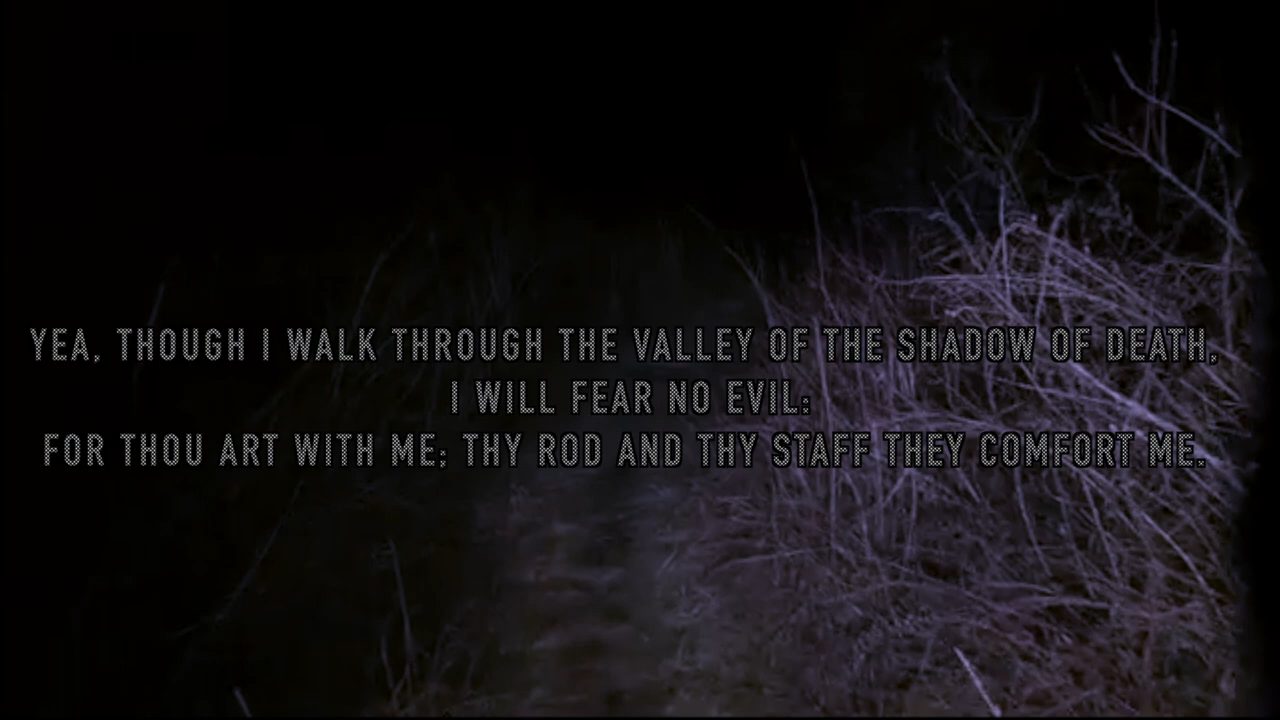 YEA, THOUGH I WALK THROUGH THE VALLEY OF THE SHADOW OF DEATH,
I WILL FEAR NO EVIL:
FOR THOU ART WITH ME; THY ROD AND THY STAFF THEY COMFORT ME.